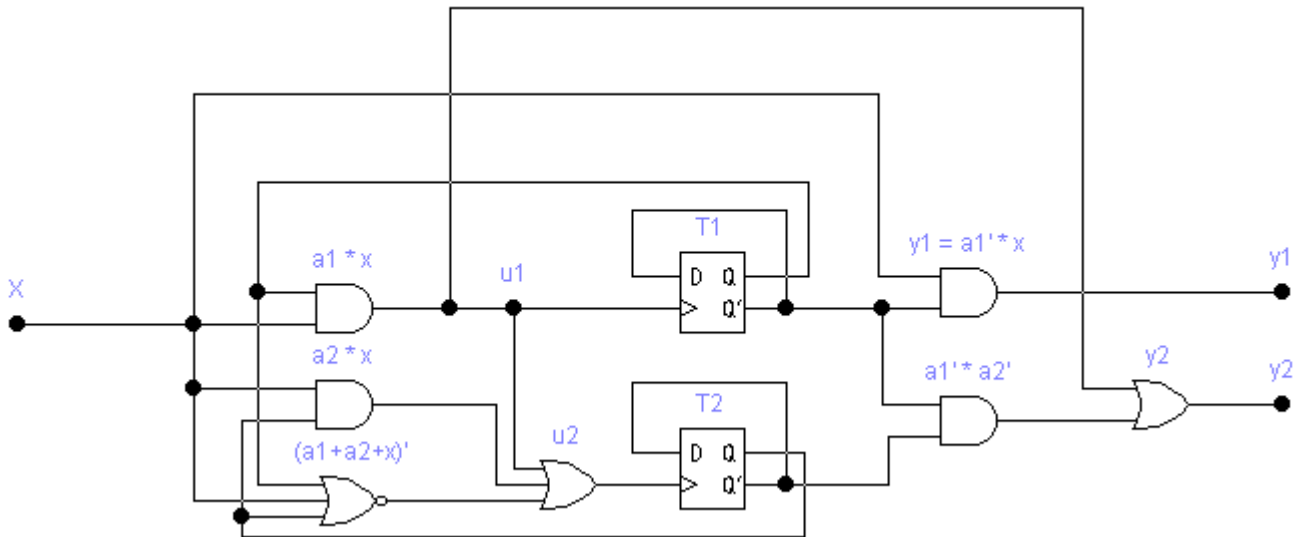 T1
y1 = a1' * x
a1 * x
u1
y1
X
D Q
Q'
a2 * x
a1' * a2'
y2
y2
T2
(a1+a2+x)'
u2
D Q
Q'